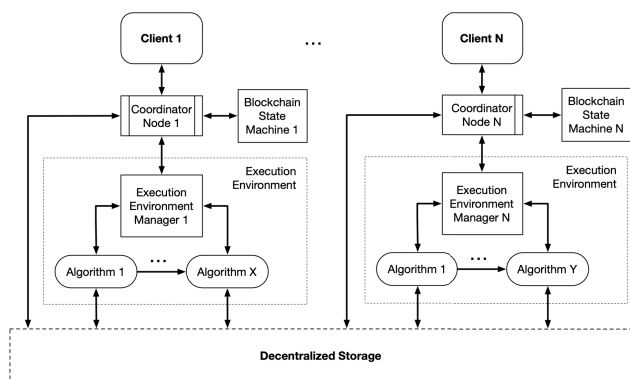 Client 1
...
Client N
Coordinator
Node 1
Blockchain
State
Machine 1
Coordinator
Node N
Blockchain
State
Machine N
Execution
Environment
Execution
Environment
Manager 1
Execution
Environment
Execution
Environment
Manager N
Algorithm 1
...
Algorithm X
Algorithm 1
...
Algorithm Y
Decentralized Storage